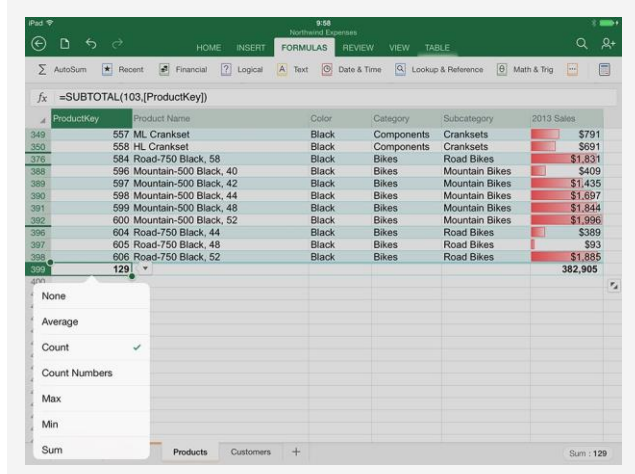 iPad 9:58
Northwind Expenses
HOME INSERT FORMULAS REVIEW VIEW TABLE
Σ AutoSum Recent Financial ? Logical A Text Date & Time Lookup & Reference θ Math & Trig
fx =SUBTOTAL(103,[ProductKey])
ProductKey Product Name Color Category Subcategory 2013 Sales
349 557 ML Crankset Black Components Cranksets $791
350 558 HL Crankset Black Components Cranksets $691
376 584 Road-750 Black, 58 Black Bikes Road Bikes $1,831
388 596 Mountain-500 Black, 40 Black Bikes Mountain Bikes $409
389 597 Mountain-500 Black, 42 Black Bikes Mountain Bikes $1,435
390 598 Mountain-500 Black, 44 Black Bikes Mountain Bikes $1,697
391 599 Mountain-500 Black, 48 Black Bikes Mountain Bikes $1,844
392 600 Mountain-500 Black, 52 Black Bikes Mountain Bikes $1,996
396 604 Road-750 Black, 44 Black Bikes Road Bikes $389
397 605 Road-750 Black, 48 Black Bikes Road Bikes $93
398 606 Road-750 Black, 52 Black Bikes Road Bikes $1,885
399 129 382,905
400
None
Average
Count
Count Numbers
Max
Min
Sum
Products Customers + Sum : 129